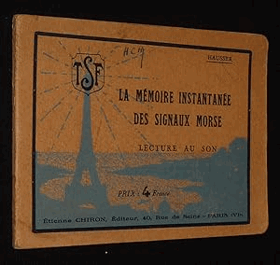 HAUSSER
TSF
LA MÉMOIRE INSTANTANÉE
DES SIGNAUX MORSE
LECTURE AU SON
PRIX : 4 Francs
Étienne CHIRON, Éditeur, 40, Rue de Seine - PARIS (VIe)